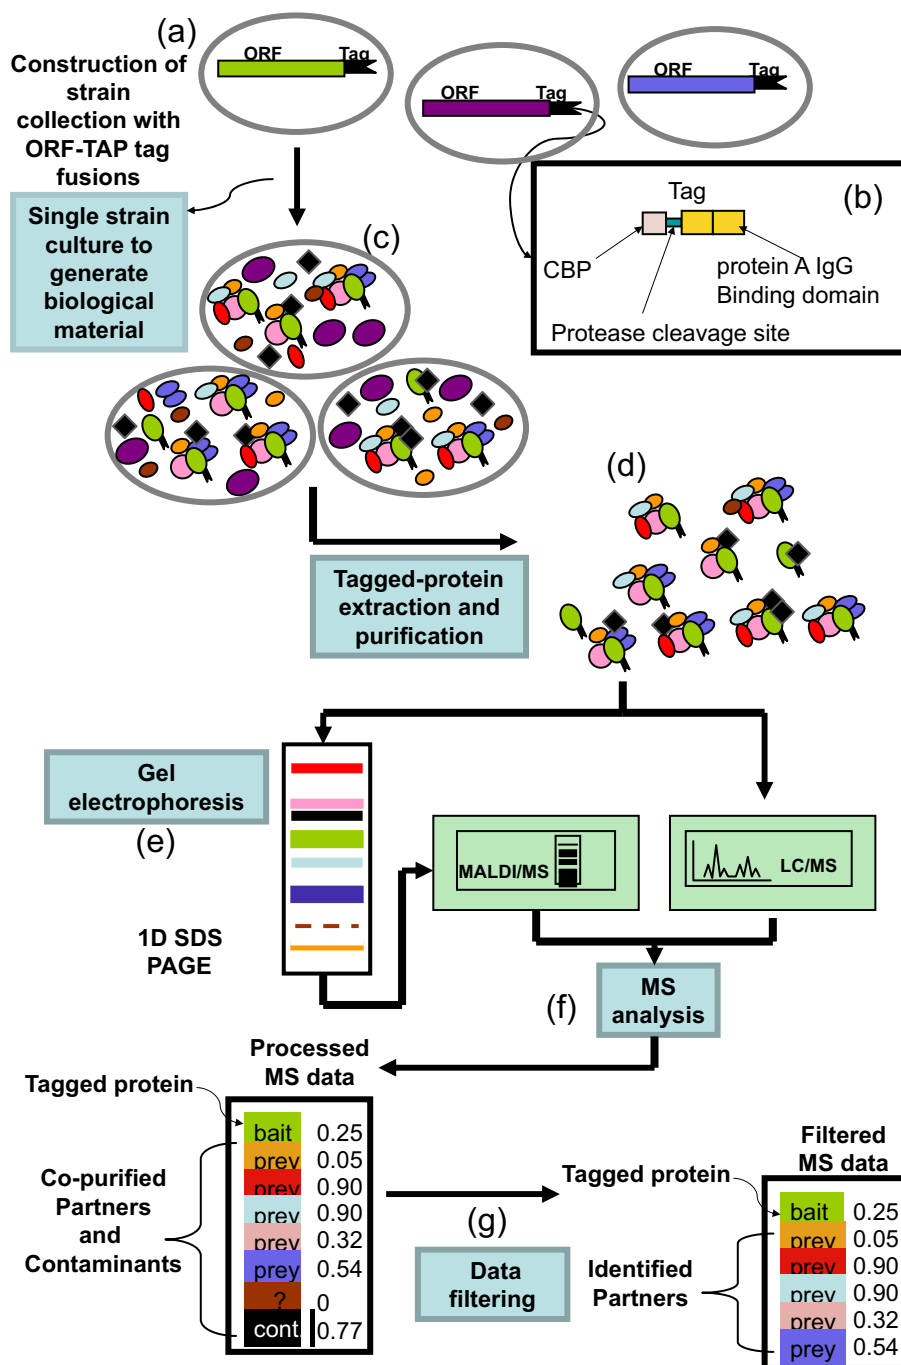 (a)
Construction of
strain
collection with
ORF-TAP tag
fusions
ORF Tag
ORF Tag
ORF Tag
Single strain
culture to
generate
biological
material
(b)
Tag
CBP
protein A IgG
Binding domain
Protease cleavage site
(c)
(d)
Tagged-protein
extraction and
purification
Gel
electrophoresis
(e)
1D SDS
PAGE
MALDI/MS
LC/MS
MS
analysis
(f)
Processed
MS data
Tagged protein
bait 0.25
prey 0.05
prey 0.90
prey 0.90
prey 0.32
prey 0.54
? 0
cont. 0.77
Co-purified
Partners
and
Contaminants
(g)
Data
filtering
Filtered
MS data
Tagged protein
bait 0.25
prey 0.05
prey 0.90
prey 0.90
prey 0.32
prey 0.54
Identified
Partners